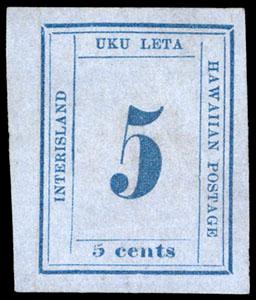 UKU LETA
INTERISLAND
5
HAWAIIAN POSTAGE
5 cents